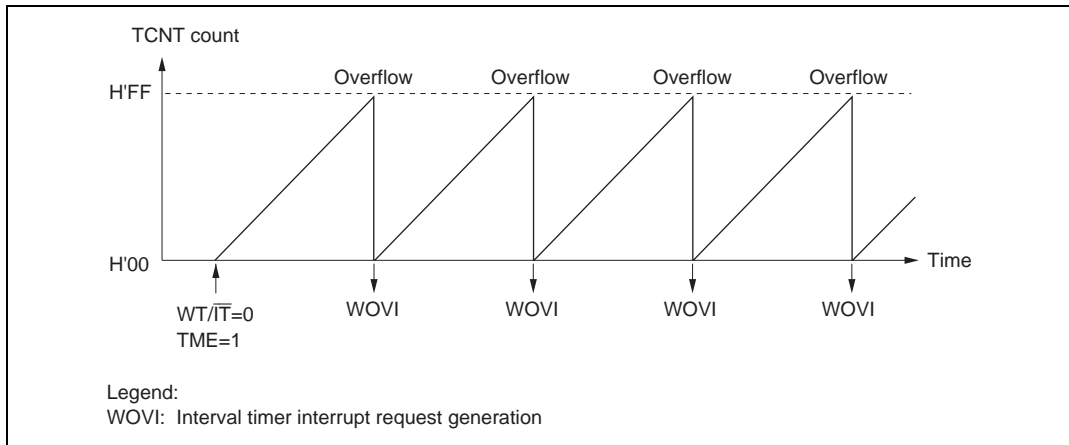 TCNT count
Overflow Overflow Overflow Overflow
H'FF
H'00
Time
WT/I̅T̅=0
TME=1
WOVI WOVI WOVI WOVI
Legend:
WOVI: Interval timer interrupt request generation